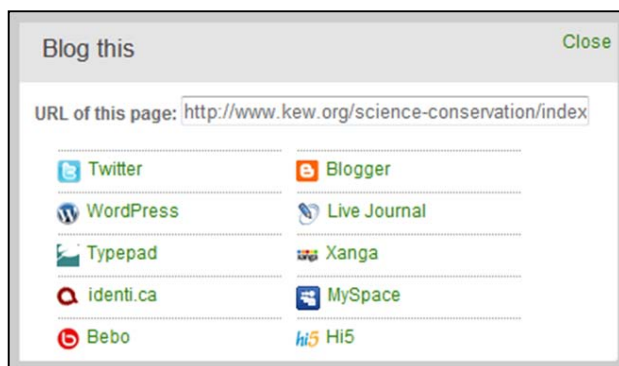 Blog this
Close
URL of this page: http://www.kew.org/science-conservation/index
Twitter
Blogger
WordPress
Live Journal
Typepad
Xanga
identi.ca
MySpace
Bebo
hi5 Hi5